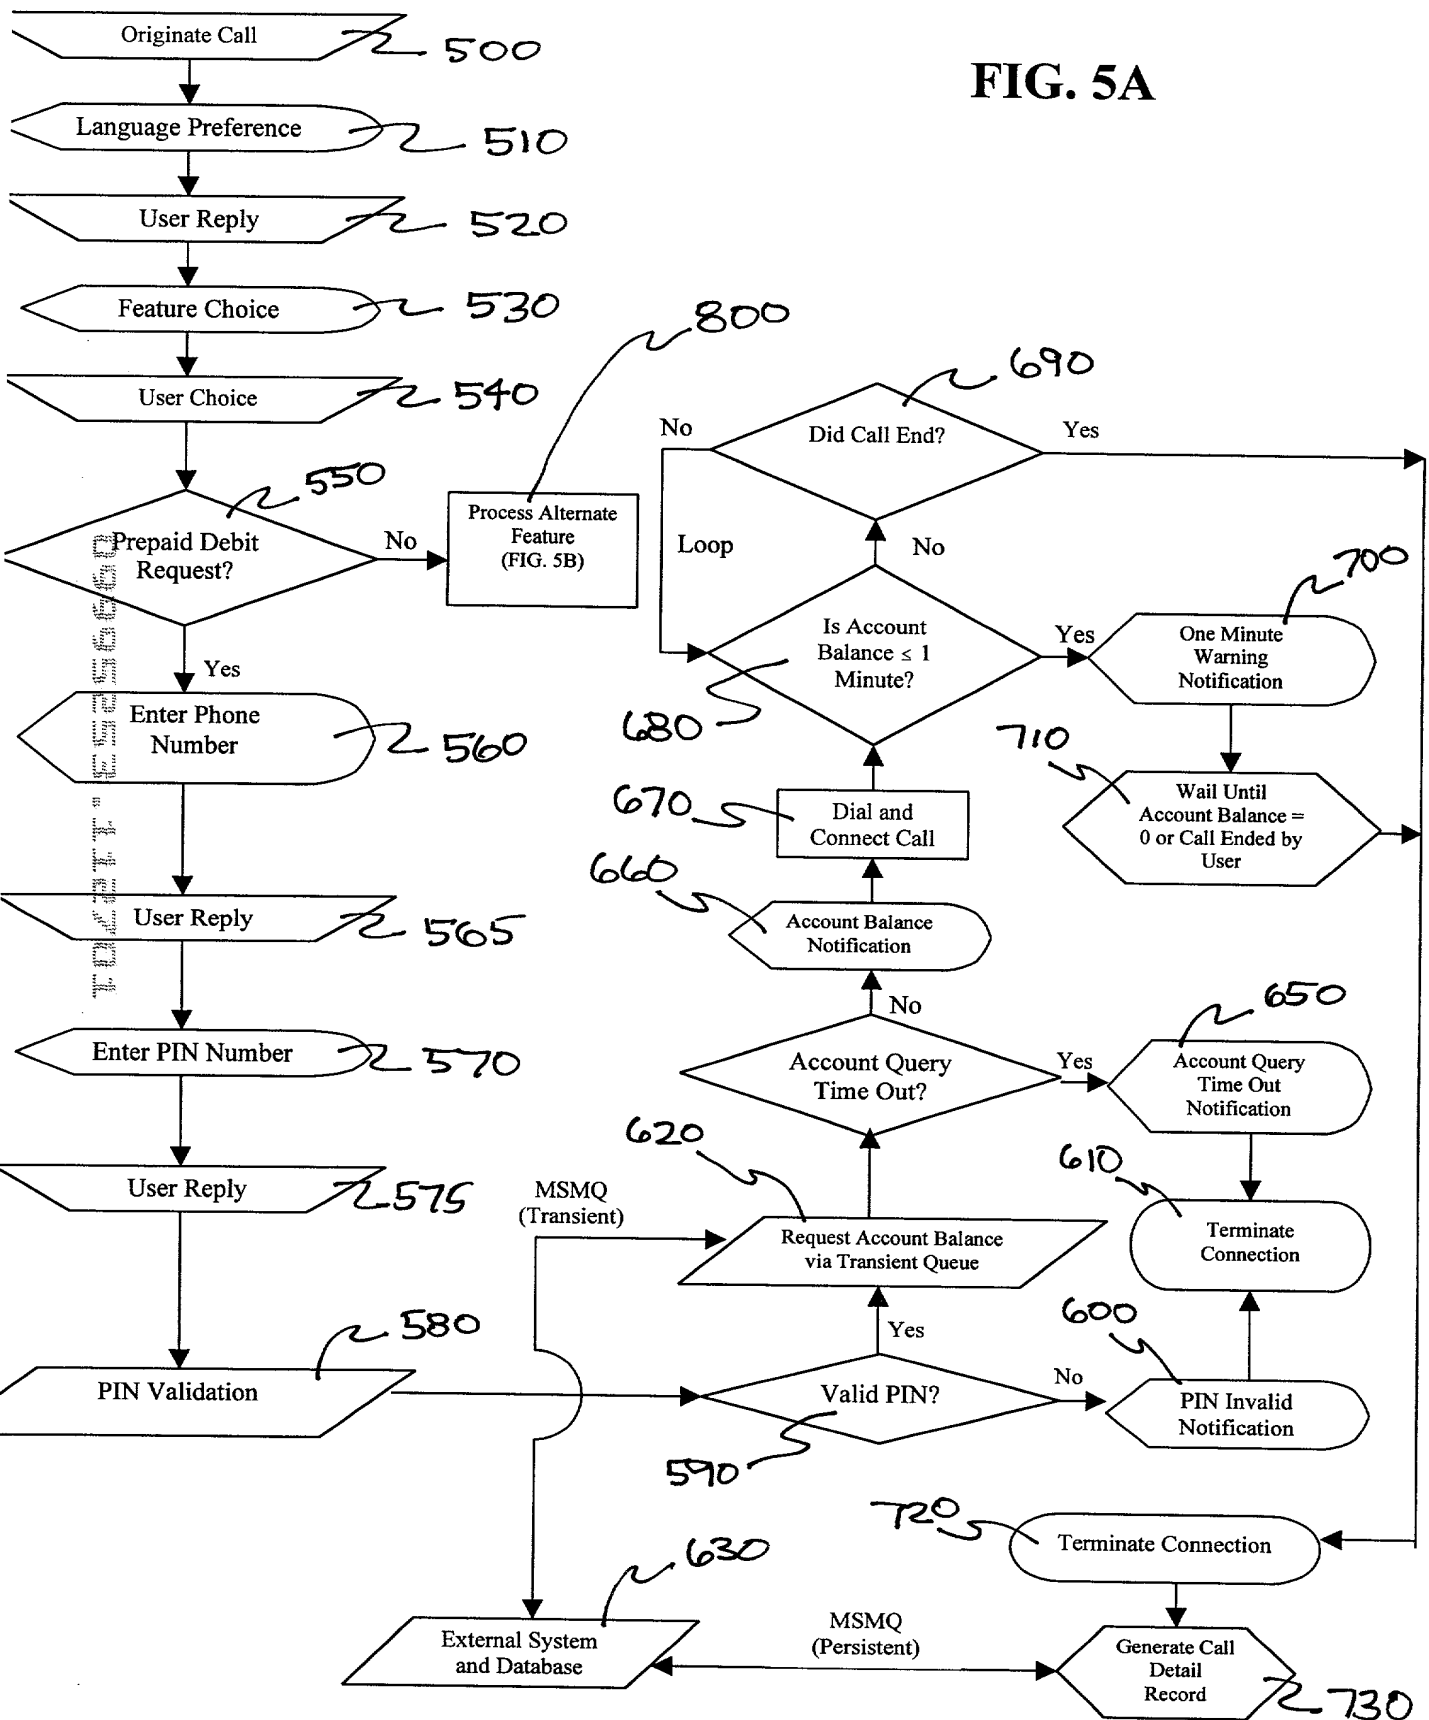 FIG. 5A
Originate Call
500
Language Preference
510
User Reply
520
Feature Choice
530
User Choice
540
Prepaid Debit
Request?
550
No
Process Alternate
Feature
(FIG. 5B)
800
Yes
Enter Phone
Number
560
User Reply
565
Enter PIN Number
570
User Reply
575
PIN Validation
580
Valid PIN?
590
No
PIN Invalid
Notification
600
Terminate
Connection
610
Yes
Request Account Balance
via Transient Queue
620
MSMQ
(Transient)
External System
and Database
630
Account Query
Time Out?
Yes
Account Query
Time Out
Notification
650
No
Account Balance
Notification
660
Dial and
Connect Call
670
Is Account
Balance ≤ 1
Minute?
680
No
Did Call End?
690
No
Loop
Yes
Yes
One Minute
Warning
Notification
700
Wail Until
Account Balance =
0 or Call Ended by
User
710
Terminate Connection
720
Generate Call
Detail
Record
730
MSMQ
(Persistent)